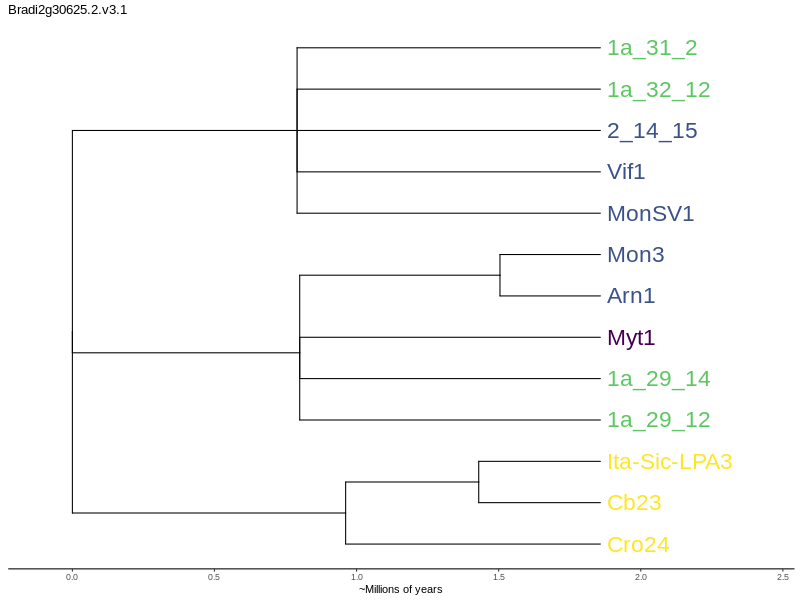 Bradi2g30625.2.v3.1
1a_31_2
1a_32_12
2_14_15
Vif1
MonSV1
Mon3
Arn1
Myt1
1a_29_14
1a_29_12
Ita-Sic-LPA3
Cb23
Cro24
0.0 0.5 1.0 1.5 2.0 2.5
~Millions of years